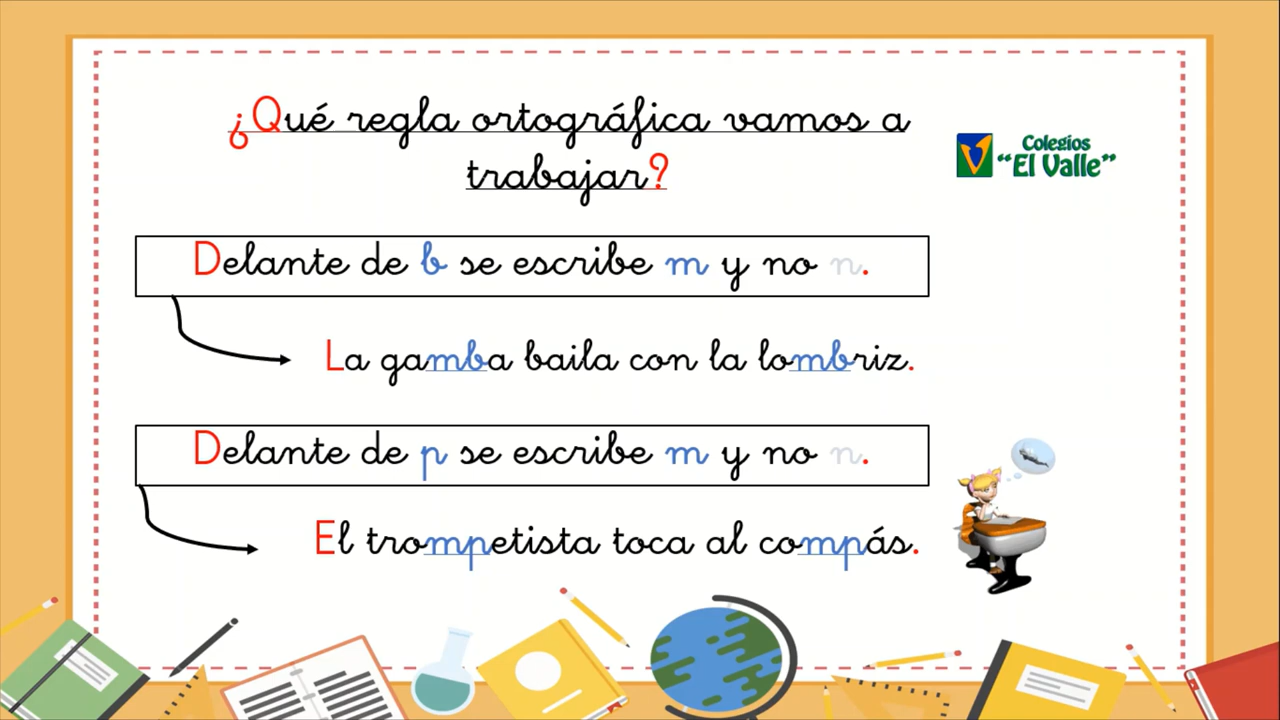 ¿Qué regla ortográfica vamos a
trabajar?
Colegios
“El Valle”
Delante de b se escribe m y no n.
La gamba baila con la lombriz.
Delante de p se escribe m y no n.
El trompetista toca al compás.